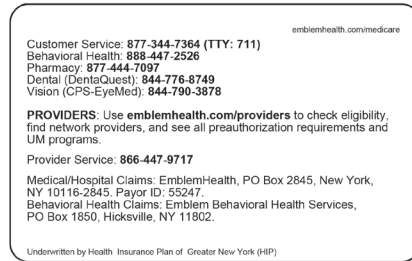 emblemhealth.com/medicare
Customer Service: 877-344-7364 (TTY: 711)
Behavioral Health: 888-447-2526
Pharmacy: 877-444-7097
Dental (DentaQuest): 844-776-8749
Vision (CPS-EyeMed): 844-790-3878
PROVIDERS: Use emblemhealth.com/providers to check eligibility,
find network providers, and see all preauthorization requirements and
UM programs.
Provider Service: 866-447-9717
Medical/Hospital Claims: EmblemHealth, PO Box 2845, New York,
NY 10116-2845. Payor ID: 55247.
Behavioral Health Claims: Emblem Behavioral Health Services,
PO Box 1850, Hicksville, NY 11802.
Underwritten by Health Insurance Plan of Greater New York (HIP)